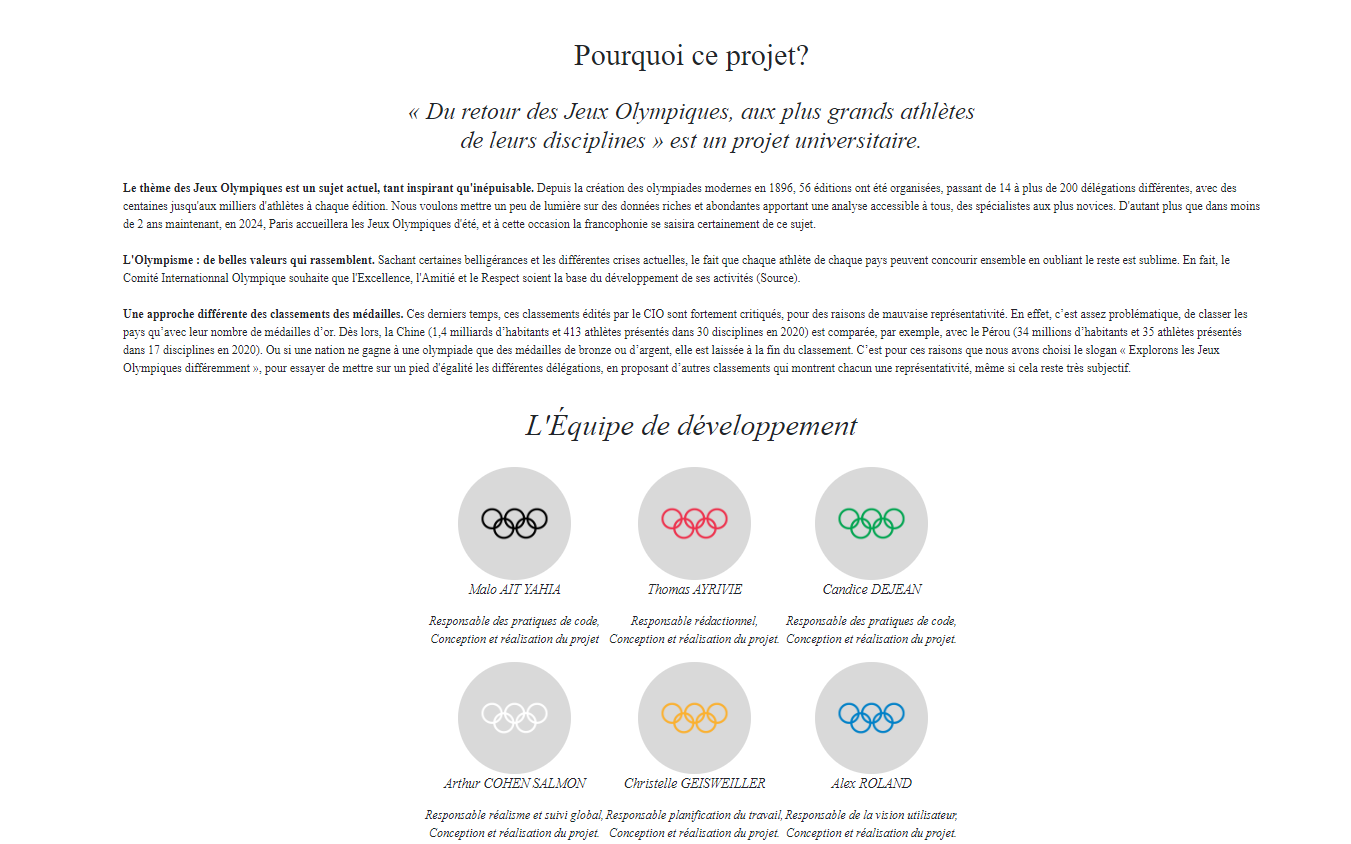 Pourquoi ce projet?
« Du retour des Jeux Olympiques, aux plus grands athlètes
de leurs disciplines » est un projet universitaire.
Le thème des Jeux Olympiques est un sujet actuel, tant inspirant qu'inépuisable. Depuis la création des olympiades modernes en 1896, 56 éditions ont été organisées, passant de 14 à plus de 200 délégations différentes, avec des
centaines jusqu'aux milliers d'athlètes à chaque édition. Nous voulons mettre un peu de lumière sur des données riches et abondantes apportant une analyse accessible à tous, des spécialistes aux plus novices. D'autant plus que dans moins
de 2 ans maintenant, en 2024, Paris accueillera les Jeux Olympiques d'été, et à cette occasion la francophonie se saisira certainement de ce sujet.
L'Olympisme : de belles valeurs qui rassemblent. Sachant certaines belligérances et les différentes crises actuelles, le fait que chaque athlète de chaque pays peuvent concourir ensemble en oubliant le reste est sublime. En fait, le
Comité Internationnal Olympique souhaite que l'Excellence, l'Amitié et le Respect soient la base du développement de ses activités (Source).
Une approche différente des classements des médailles. Ces derniers temps, ces classements édités par le CIO sont fortement critiqués, pour des raisons de mauvaise représentativité. En effet, c’est assez problématique, de classer les
pays qu’avec leur nombre de médailles d’or. Dès lors, la Chine (1,4 milliards d’habitants et 413 athlètes présentés dans 30 disciplines en 2020) est comparée, par exemple, avec le Pérou (34 millions d’habitants et 35 athlètes présentés
dans 17 disciplines en 2020). Ou si une nation ne gagne à une olympiade que des médailles de bronze ou d’argent, elle est laissée à la fin du classement. C’est pour ces raisons que nous avons choisi le slogan « Explorons les Jeux
Olympiques différemment », pour essayer de mettre sur un pied d'égalité les différentes délégations, en proposant d’autres classements qui montrent chacun une représentativité, même si cela reste très subjectif.
L'Équipe de développement
Malo AIT YAHIA
Responsable des pratiques de code,
Conception et réalisation du projet
Thomas AYRIVIE
Responsable rédactionnel,
Conception et réalisation du projet.
Candice DEJEAN
Responsable des pratiques de code,
Conception et réalisation du projet.
Arthur COHEN SALMON
Responsable réalisme et suivi global,
Conception et réalisation du projet.
Christelle GEISWEILLER
Responsable planification du travail,
Conception et réalisation du projet.
Alex ROLAND
Responsable de la vision utilisateur,
Conception et réalisation du projet.